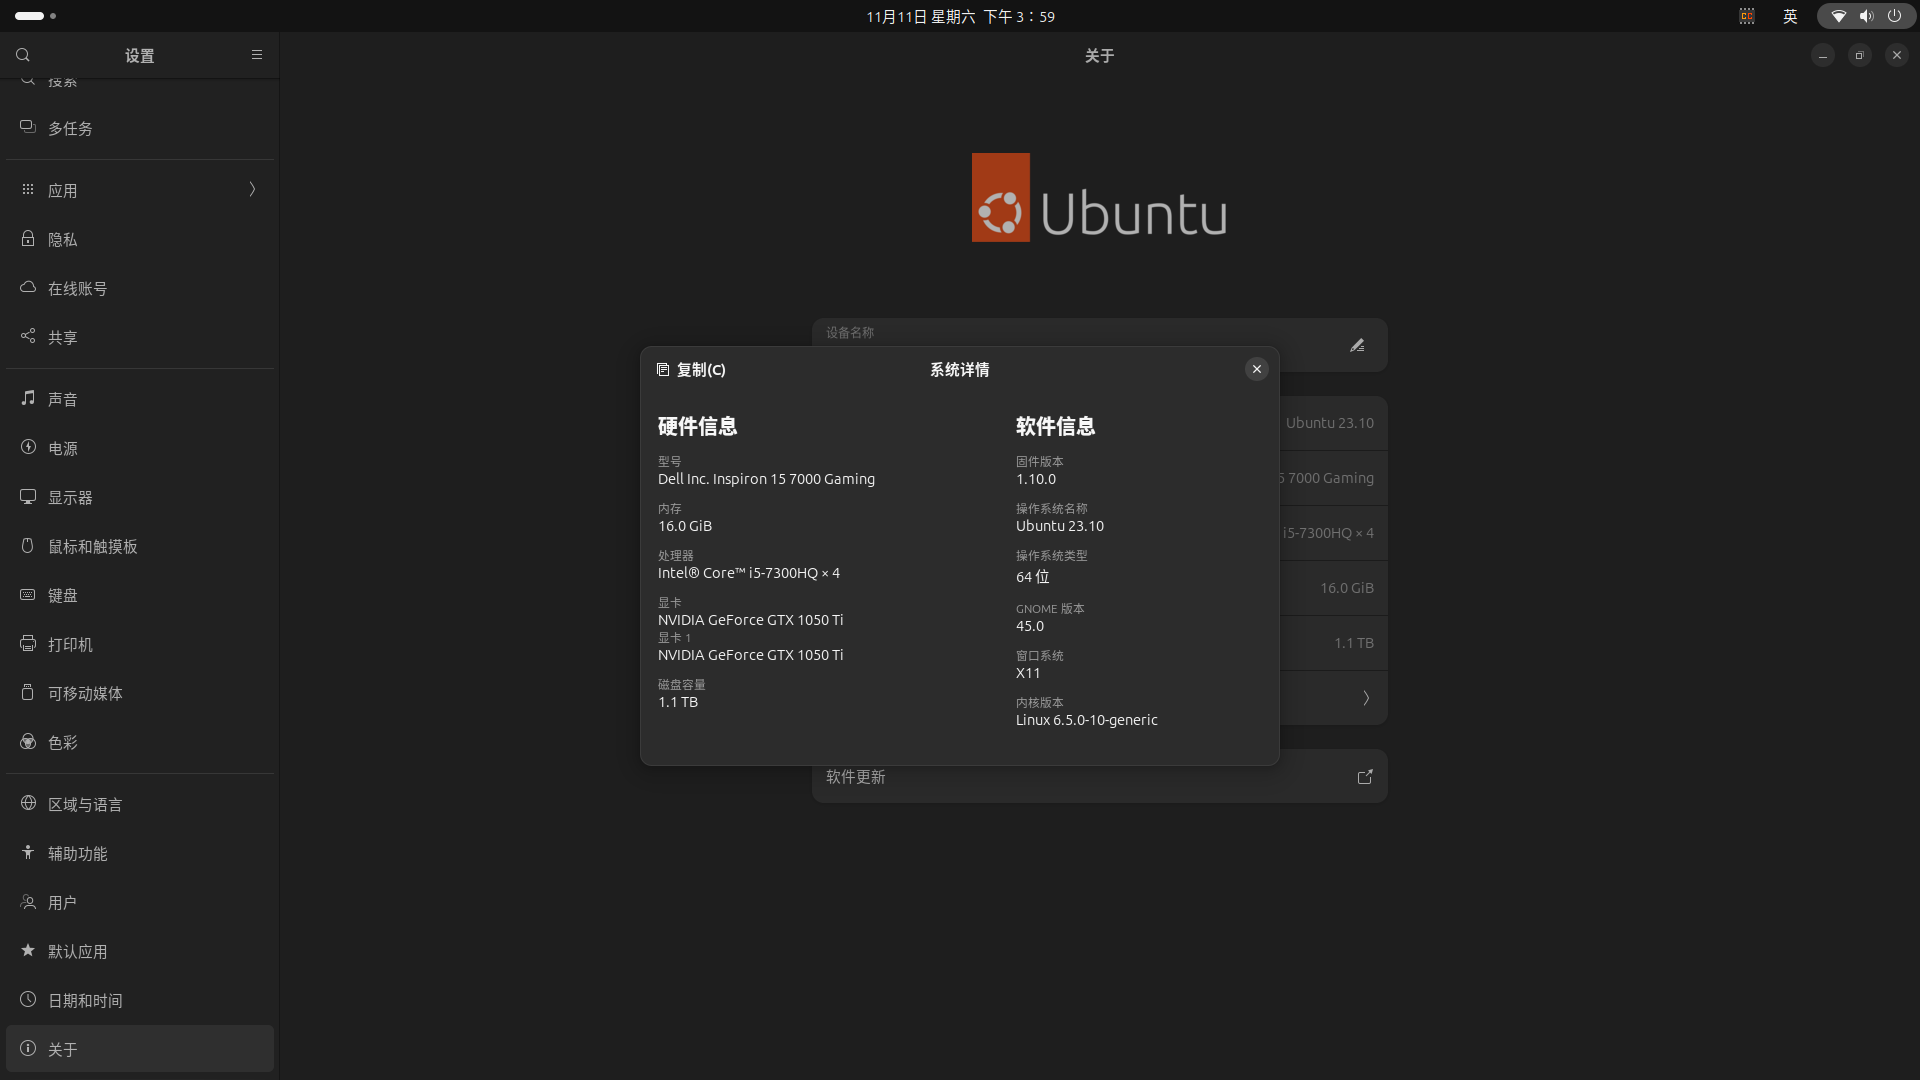 11月11日 星期六 下午 3∶59
英
设置
关于
搜索
多任务
应用
隐私
在线账号
共享
声音
电源
显示器
鼠标和触摸板
键盘
打印机
可移动媒体
色彩
区域与语言
辅助功能
用户
默认应用
日期和时间
关于
Ubuntu
设备名称
复制(C)
系统详情
硬件信息
型号
Dell Inc. Inspiron 15 7000 Gaming
内存
16.0 GiB
处理器
Intel® Core™ i5-7300HQ × 4
显卡
NVIDIA GeForce GTX 1050 Ti
显卡 1
NVIDIA GeForce GTX 1050 Ti
磁盘容量
1.1 TB
软件信息
固件版本
1.10.0
操作系统名称
Ubuntu 23.10
操作系统类型
64 位
GNOME 版本
45.0
窗口系统
X11
内核版本
Linux 6.5.0-10-generic
Ubuntu 23.10
7000 Gaming
i5-7300HQ × 4
16.0 GiB
1.1 TB
软件更新